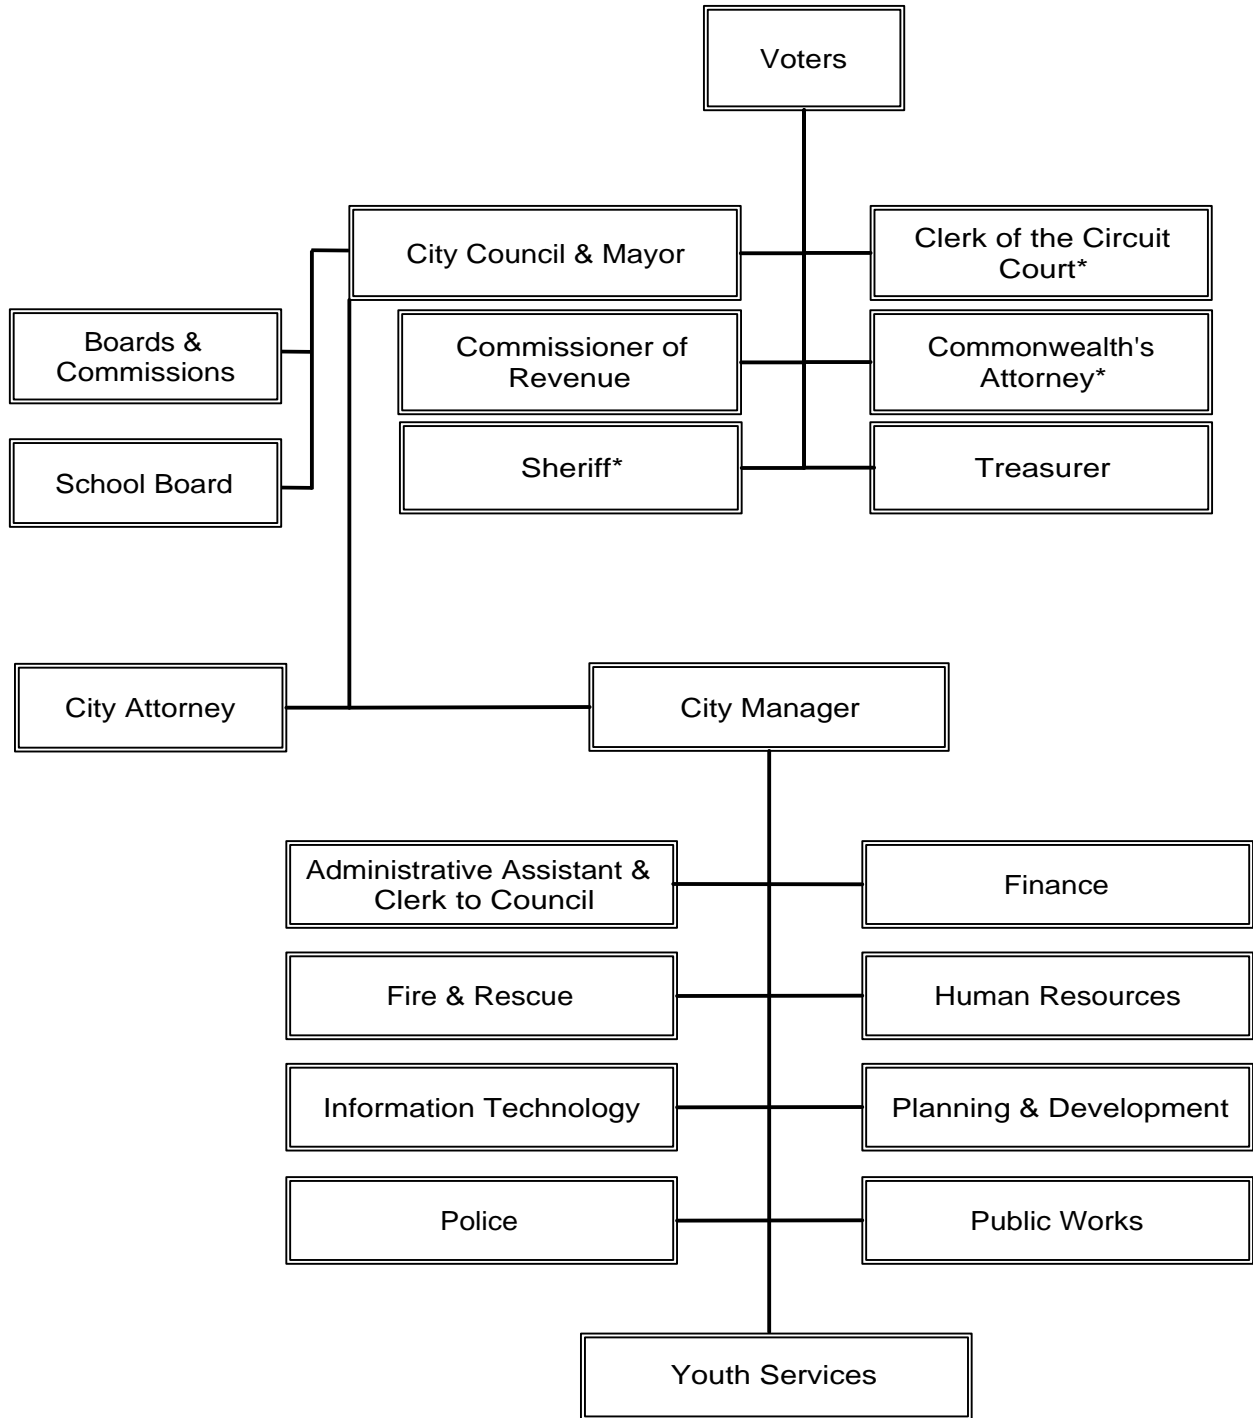 Voters
City Council & Mayor
Clerk of the Circuit
Court*
Boards &
Commissions
Commissioner of
Revenue
Commonwealth's
Attorney*
School Board
Sheriff*
Treasurer
City Attorney
City Manager
Administrative Assistant &
Clerk to Council
Finance
Fire & Rescue
Human Resources
Information Technology
Planning & Development
Police
Public Works
Youth Services